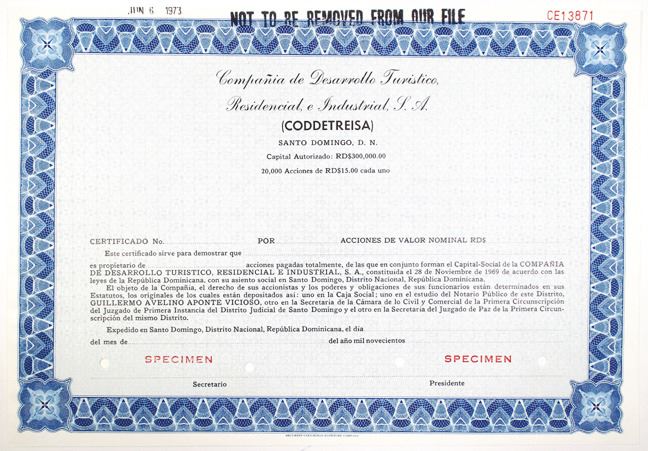 JUN 6 1973
NOT TO BE REMOVED FROM OUR FILE
CE13871
Compañia de Desarrollo Turistico,
Residencial, e Industrial, S. A.
(CODDETREISA)
SANTO DOMINGO, D. N.
Capital Autorizado: RD$300,000.00
20,000 Acciones de RD$15.00 cada uno
CERTIFICADO No. POR ACCIONES DE VALOR NOMINAL RD$
Este certificado sirve para demostrar que
es propietario de acciones pagadas totalmente, de las que en conjunto forman el Capital-Social de la COMPAÑIA
DE DESARROLLO TURISTICO, RESIDENCIAL E INDUSTRIAL, S. A., constituida el 28 de Noviembre de 1969 de acuerdo con las
leyes de la República Dominicana, con su asiento social en Santo Domingo, Distrito Nacional, República Dominicana.
El objeto de la Compañia, el derecho de sus accionistas y los poderes y obligaciones de sus funcionarios están determinados en sus
Estatutos, los originales de los cuales están depositados así: uno en la Caja Social; uno en el estudio del Notario Público de este Distrito,
GUILLERMO AVELINO APONTE VICIOSO, otro en la Secretaria de la Cámara de lo Civil y Comercial de la Primera Circumscripción
del Juzgado de Primera Instancia del Distrito Judicial de Santo Domingo y el otro en la Secretaria del Juzgado de Paz de la Primera Circun-
scripción del mismo Distrito.
Expedido en Santo Domingo, Distrito Nacional, República Dominicana, el día
del mes de del año mil novecientos
SPECIMEN SPECIMEN
Secretario Presidente